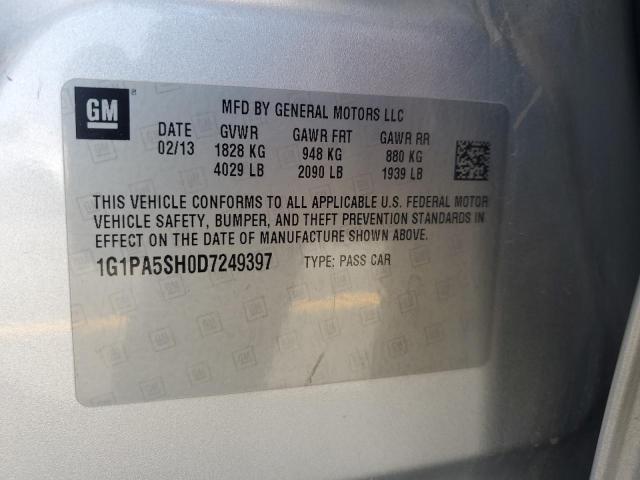 GM
MFD BY GENERAL MOTORS LLC
DATE GVWR GAWR FRT GAWR RR
02/13 1828 KG 948 KG 880 KG
4029 LB 2090 LB 1939 LB
THIS VEHICLE CONFORMS TO ALL APPLICABLE U.S. FEDERAL MOTOR
VEHICLE SAFETY, BUMPER, AND THEFT PREVENTION STANDARDS IN
EFFECT ON THE DATE OF MANUFACTURE SHOWN ABOVE.
1G1PA5SH0D7249397 TYPE: PASS CAR